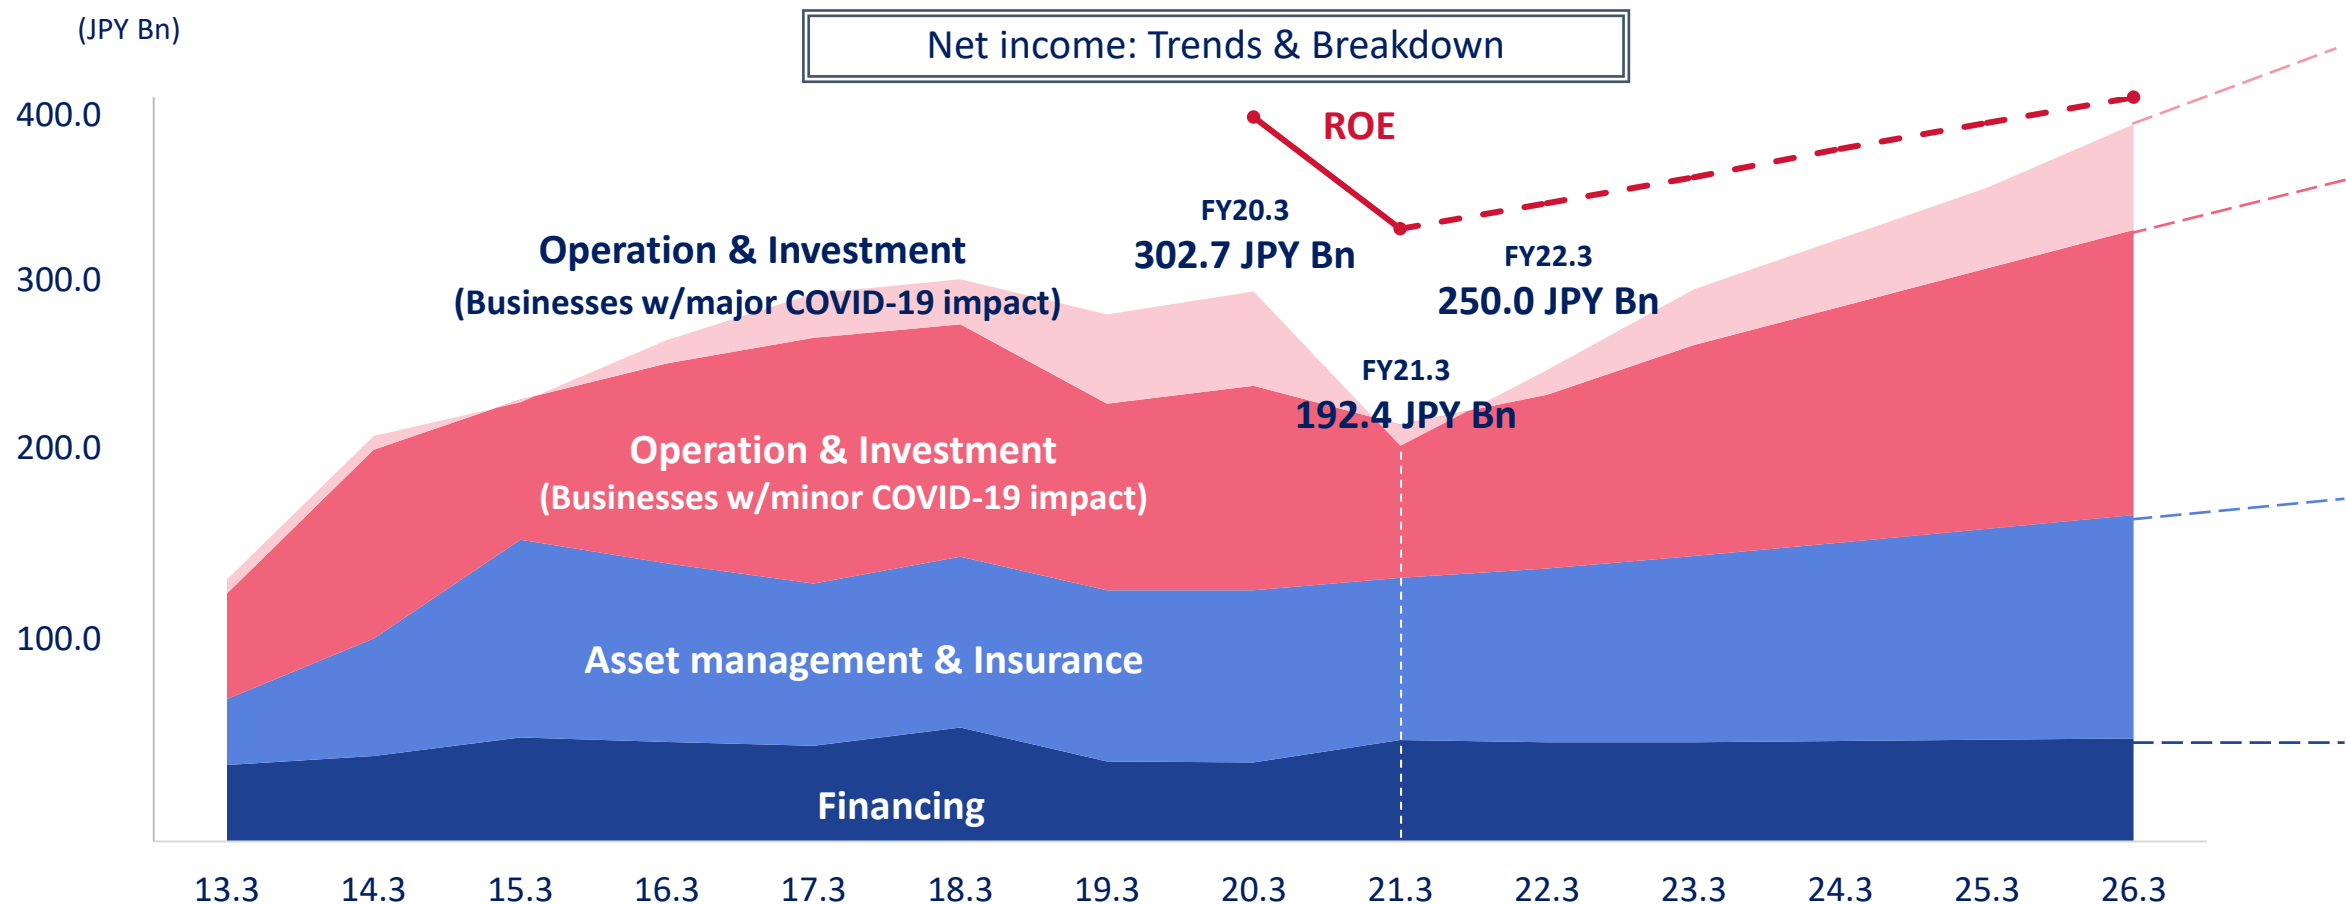 (JPY Bn)
Net income: Trends & Breakdown
400.0
300.0
200.0
100.0
ROE
FY20.3
302.7 JPY Bn
FY22.3
250.0 JPY Bn
FY21.3
192.4 JPY Bn
Operation & Investment
(Businesses w/major COVID-19 impact)
Operation & Investment
(Businesses w/minor COVID-19 impact)
Asset management & Insurance
Financing
13.3 14.3 15.3 16.3 17.3 18.3 19.3 20.3 21.3 22.3 23.3 24.3 25.3 26.3